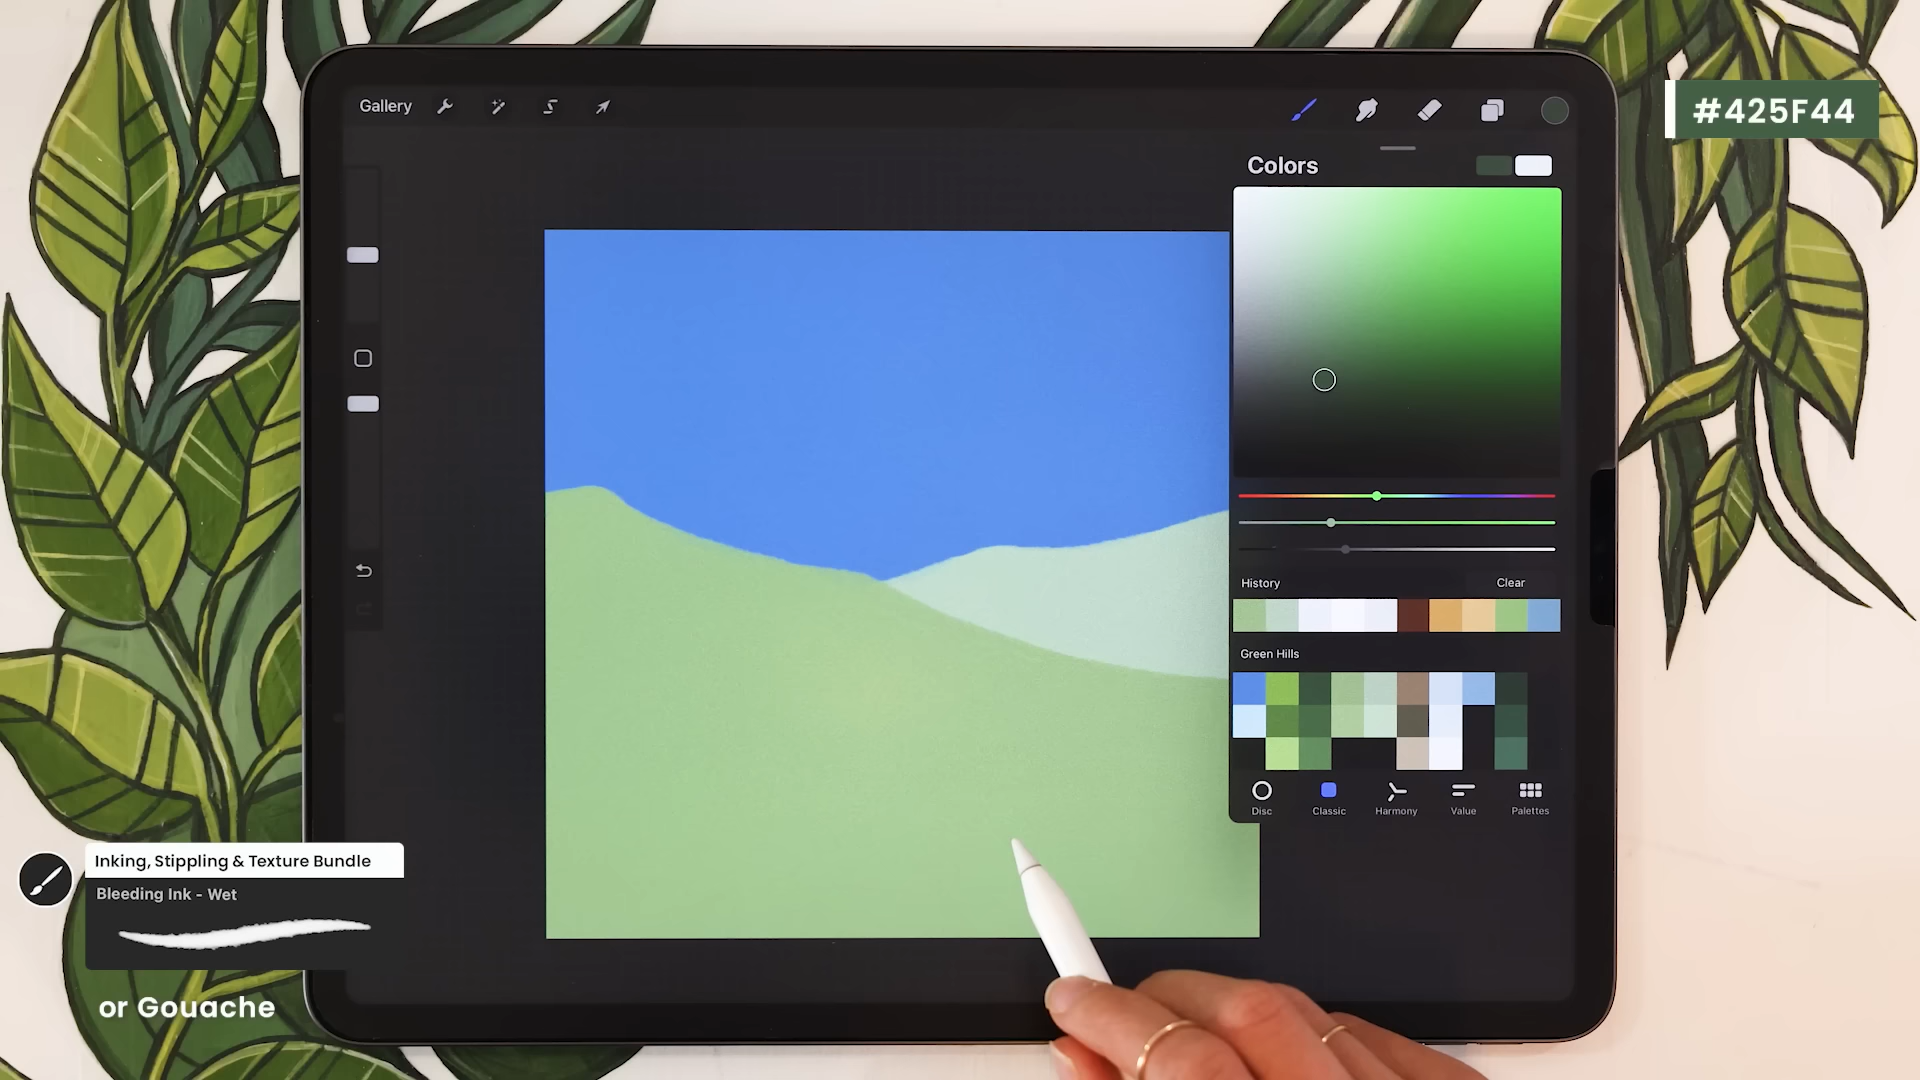 Gallery
#425F44
Colors
History
Clear
Green Hills
Disc
Classic
Harmony
Value
Palettes
Inking, Stippling & Texture Bundle
Bleeding Ink - Wet
or Gouache